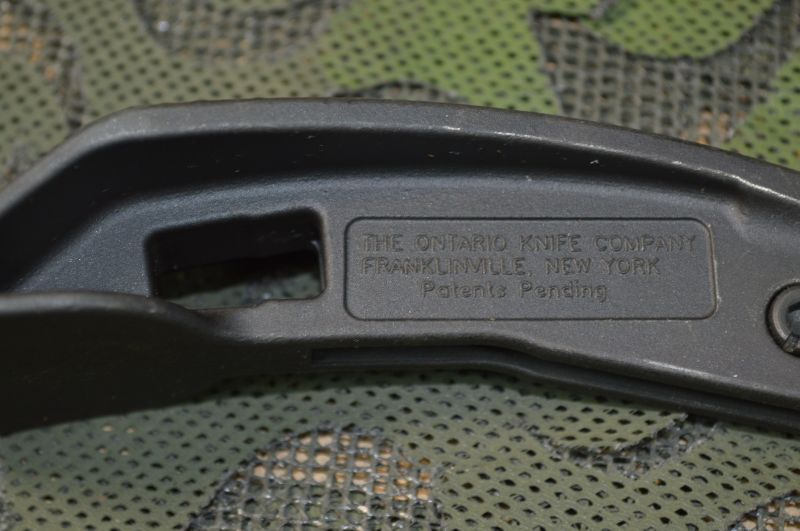 THE ONTARIO KNIFE COMPANY
FRANKLINVILLE, NEW YORK
Patents Pending